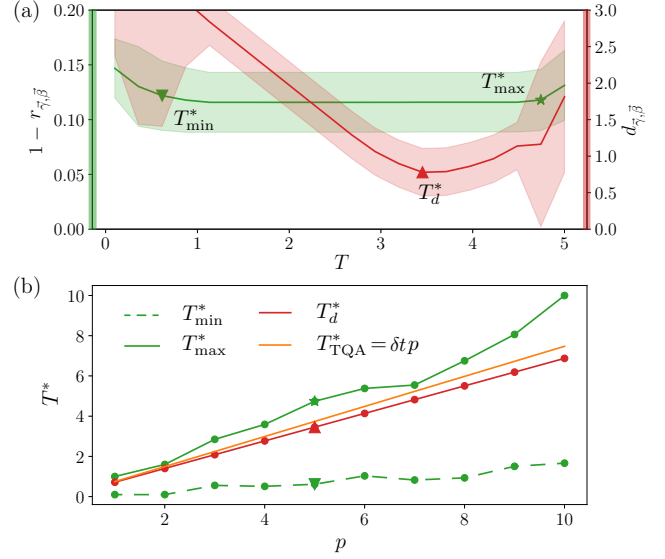 (a)
0.20
0.15
0.10
0.05
0.00
1 − r_{γ⃗,β⃗}
3.0
2.5
2.0
1.5
1.0
0.5
0.0
d_{γ⃗,β⃗}
T*_min
T*_max
T*_d
0 1 2 3 4 5
T
(b)
10
8
6
4
2
0
T*
T*_min
T*_max
T*_d
T*_TQA = δtp
2 4 6 8 10
p